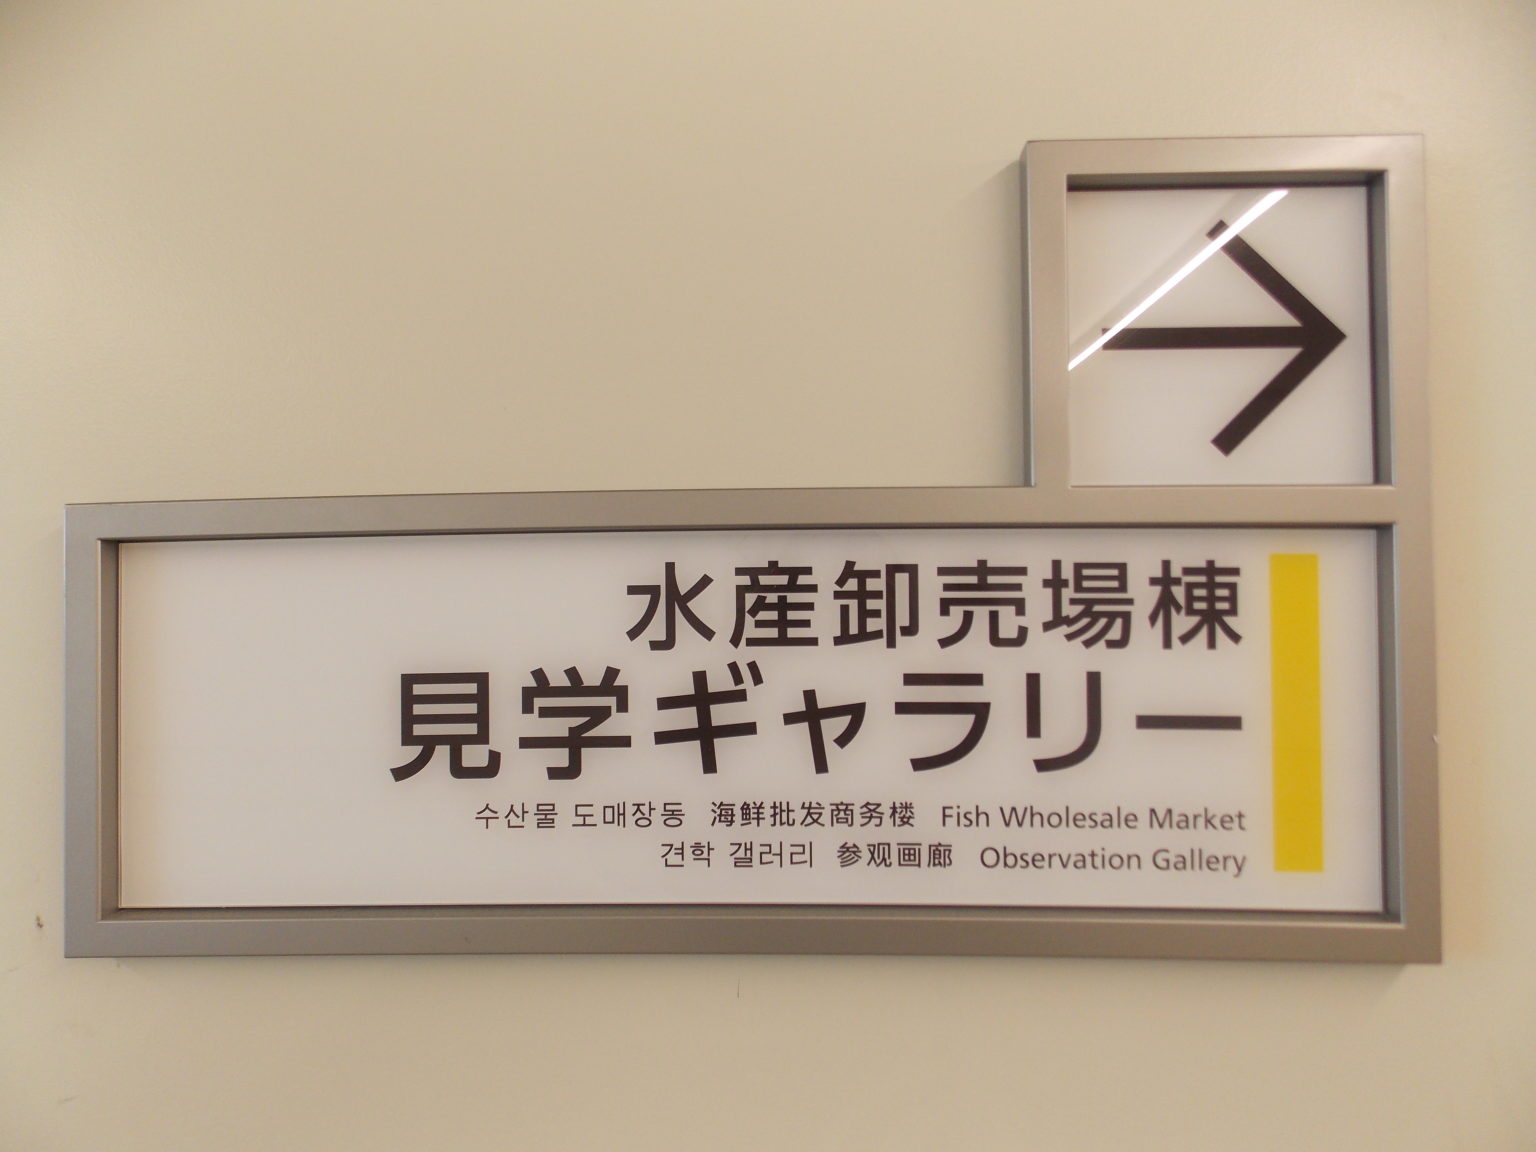 水産卸売場棟
見学ギャラリー
수산물 도매장동 海鲜批发商务楼 Fish Wholesale Market
견학 갤러리 参观画廊 Observation Gallery